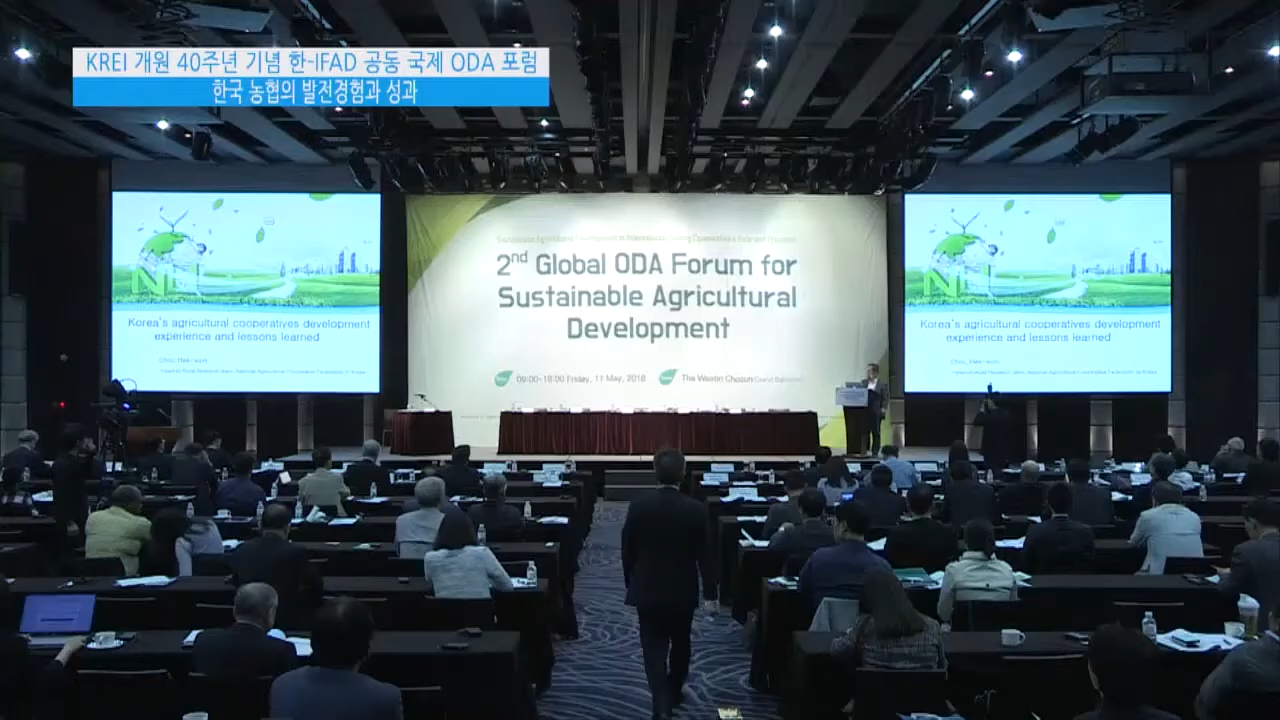 KREI 개원 40주년 기념 한-IFAD 공동 국제 ODA 포럼
한국 농협의 발전경험과 성과
2nd Global ODA Forum for
Sustainable Agricultural
Development
09:00-18:00 Friday, 11 May, 2018
The Westin Chosun
Korea's agricultural cooperatives development
experience and lessons learned
Korea's agricultural cooperatives development
experience and lessons learned